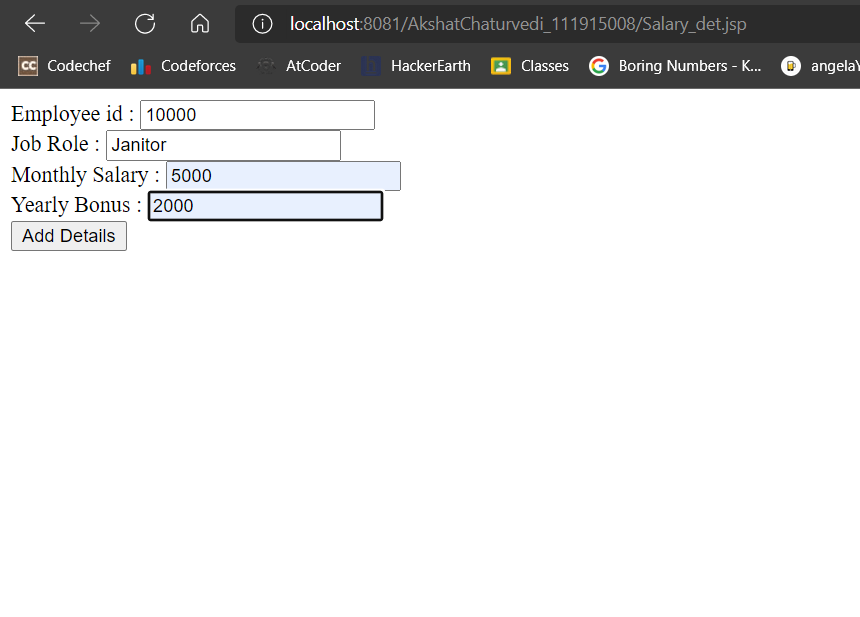 localhost:8081/AkshatChaturvedi_111915008/Salary_det.jsp
CC Codechef Codeforces AtCoder HackerEarth Classes Boring Numbers - K... angelaY
Employee id : 10000
Job Role : Janitor
Monthly Salary : 5000
Yearly Bonus : 2000
Add Details